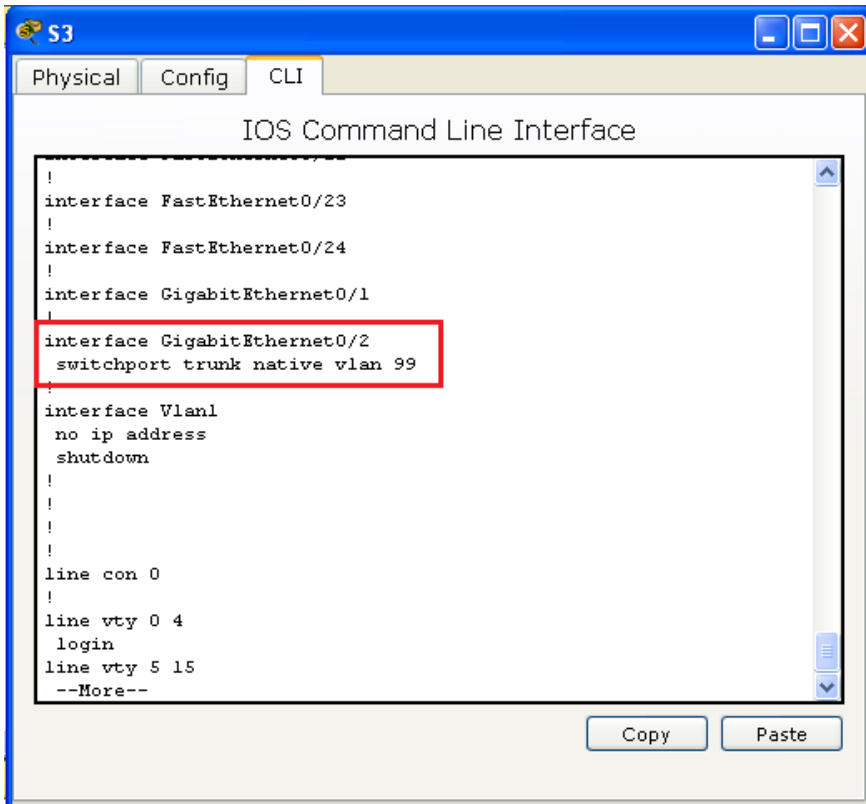 S3
Physical Config CLI
IOS Command Line Interface
!
interface FastEthernet0/23
!
interface FastEthernet0/24
!
interface GigabitEthernet0/1
!
interface GigabitEthernet0/2
switchport trunk native vlan 99
!
interface Vlan1
no ip address
shutdown
!
!
!
!
line con 0
!
line vty 0 4
login
line vty 5 15
--More--
Copy Paste